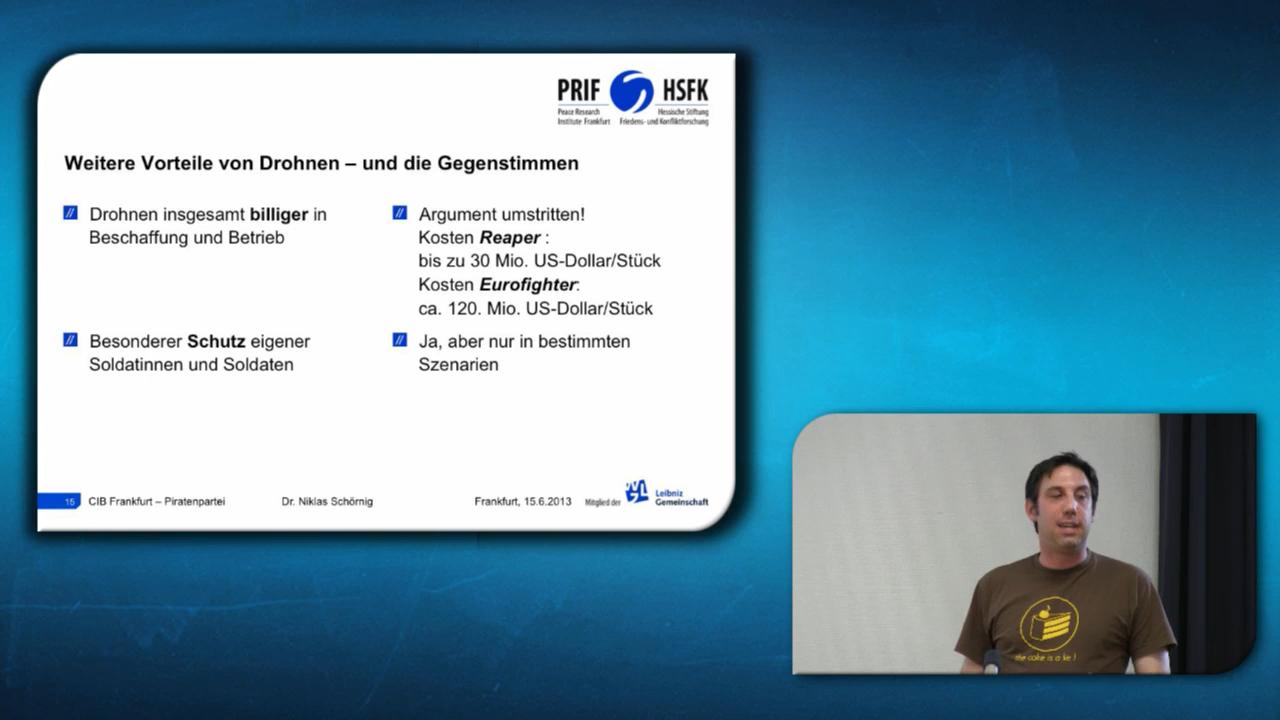 PRIF HSFK
Peace Research Hessische Stiftung
Institute Frankfurt Friedens- und Konfliktforschung
Weitere Vorteile von Drohnen – und die Gegenstimmen
Drohnen insgesamt billiger in
Beschaffung und Betrieb
Argument umstritten!
Kosten Reaper :
bis zu 30 Mio. US-Dollar/Stück
Kosten Eurofighter:
ca. 120. Mio. US-Dollar/Stück
Besonderer Schutz eigener
Soldatinnen und Soldaten
Ja, aber nur in bestimmten
Szenarien
15 CIB Frankfurt – Piratenpartei Dr. Niklas Schörnig Frankfurt, 15.6.2013 Mitglied der
Leibniz
Gemeinschaft
the cake is a lie !